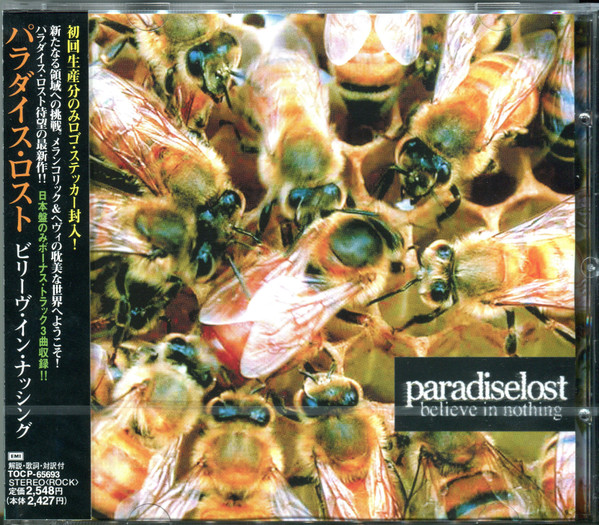 初回生産分のみロゴ・ステッカー封入！
新たなる領域への挑戦。メランコリック&ヘヴィの耽美な世界へようこそ！
パラダイス・ロスト待望の最新作!! 日本盤のみボーナス・トラック3曲収録!!
パラダイス・ロスト ビリーヴ・イン・ナッシング
EMI
解説・歌詞・対訳付
TOCP-65693
STEREO〈ROCK〉
定価2,548円
(本体2,427円)
paradiselost
believe in nothing